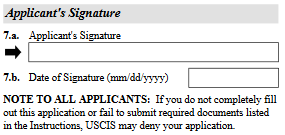 Applicant's Signature
7.a. Applicant's Signature
7.b. Date of Signature (mm/dd/yyyy)
NOTE TO ALL APPLICANTS: If you do not completely fill
out this application or fail to submit required documents listed
in the Instructions, USCIS may deny your application.